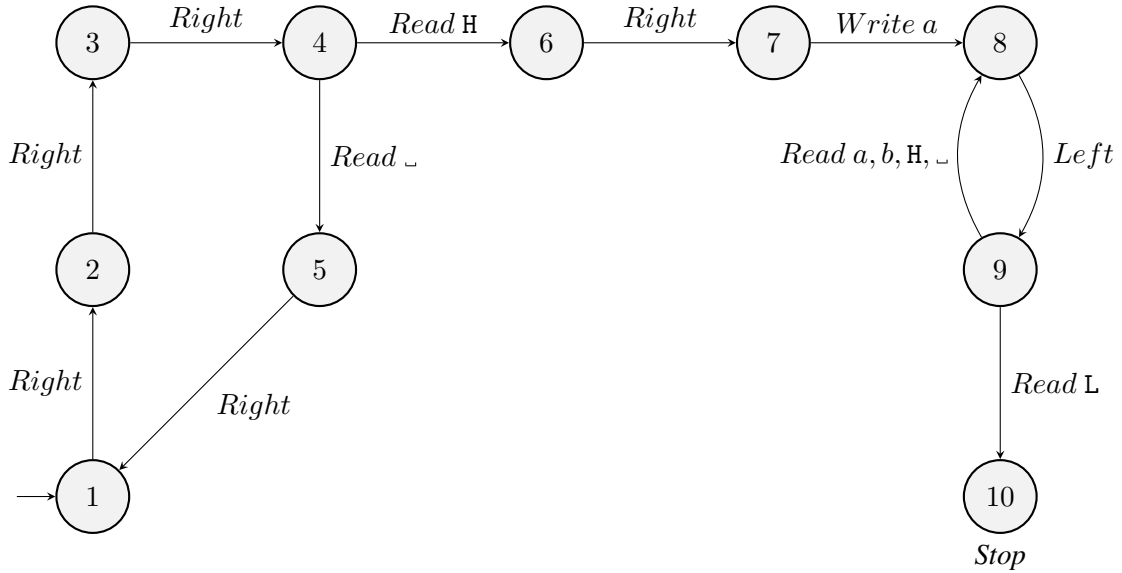 Right Read H Right Write a
3 4 6 7 8
Right Read ␣ Read a, b, H, ␣ Left
2 5 9
Right Right Read L
1 10
Stop